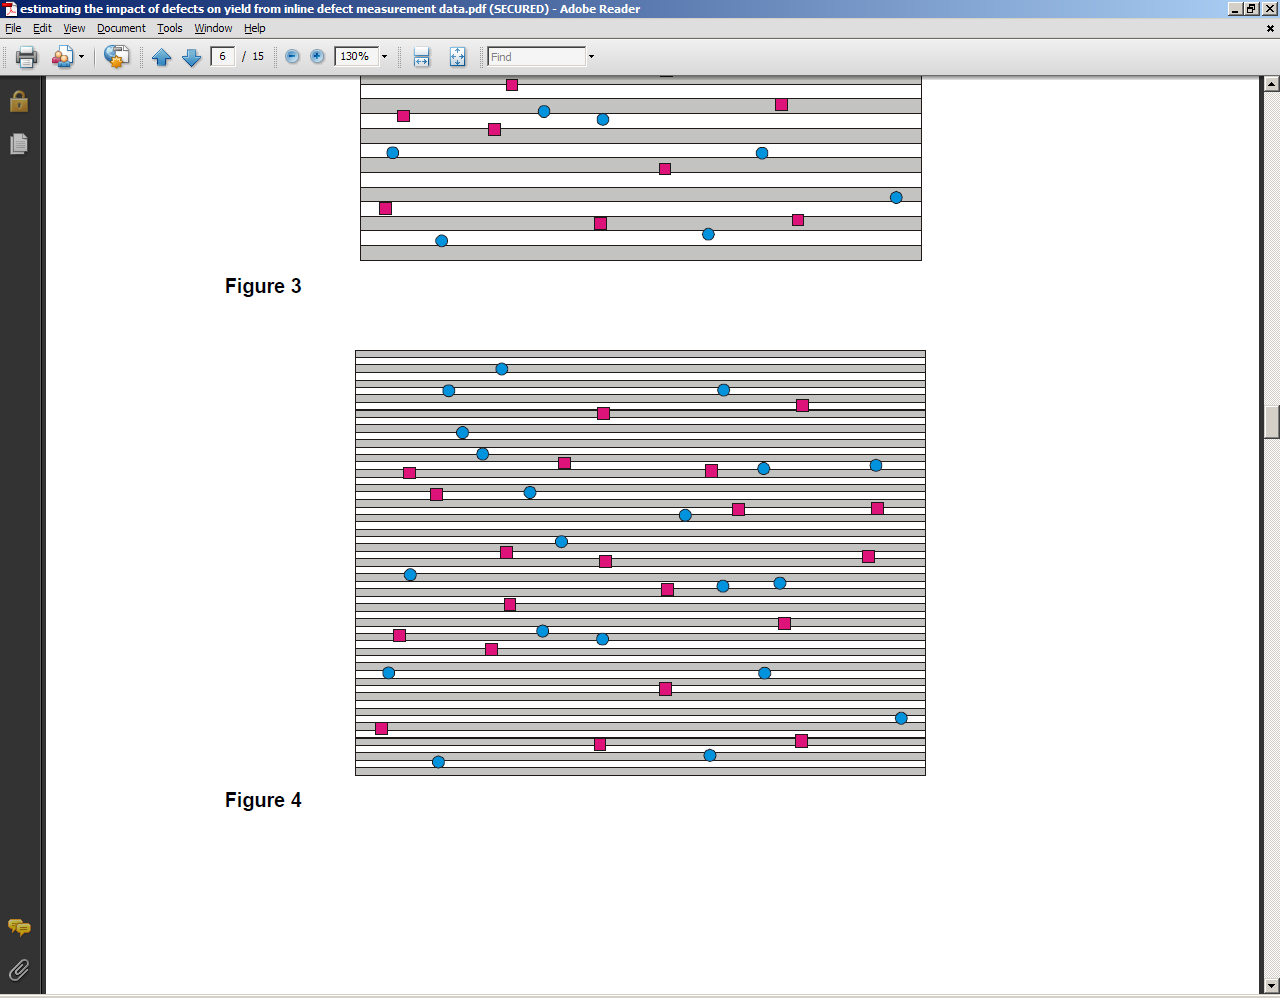 estimating the impact of defects on yield from inline defect measurement data.pdf (SECURED) - Adobe Reader
File Edit View Document Tools Window Help
6 / 15 130% Find
Figure 3
Figure 4